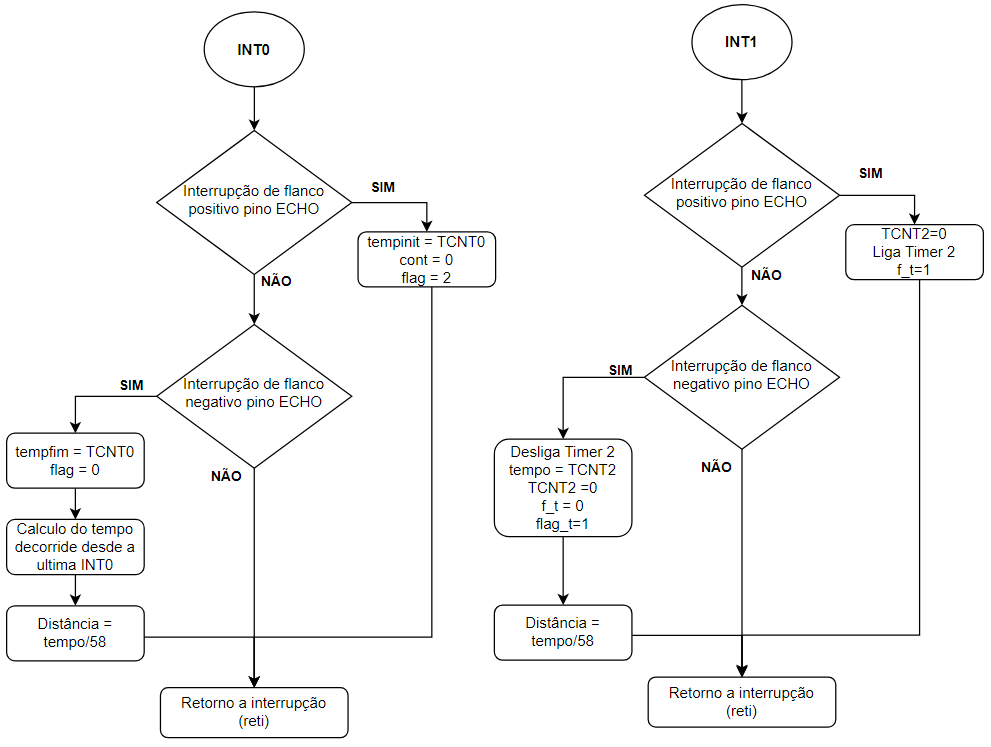 INT0
Interrupção de flanco
positivo pino ECHO
SIM
tempinit = TCNT0
cont = 0
flag = 2
NÃO
Interrupção de flanco
negativo pino ECHO
SIM
tempfim = TCNT0
flag = 0
NÃO
Calculo do tempo
decorride desde a
ultima INT0
Distância =
tempo/58
Retorno a interrupção
(reti)
INT1
Interrupção de flanco
positivo pino ECHO
SIM
TCNT2=0
Liga Timer 2
f_t=1
NÃO
Interrupção de flanco
negativo pino ECHO
SIM
Desliga Timer 2
tempo = TCNT2
TCNT2 =0
f_t = 0
flag_t=1
NÃO
Distância =
tempo/58
Retorno a interrupção
(reti)